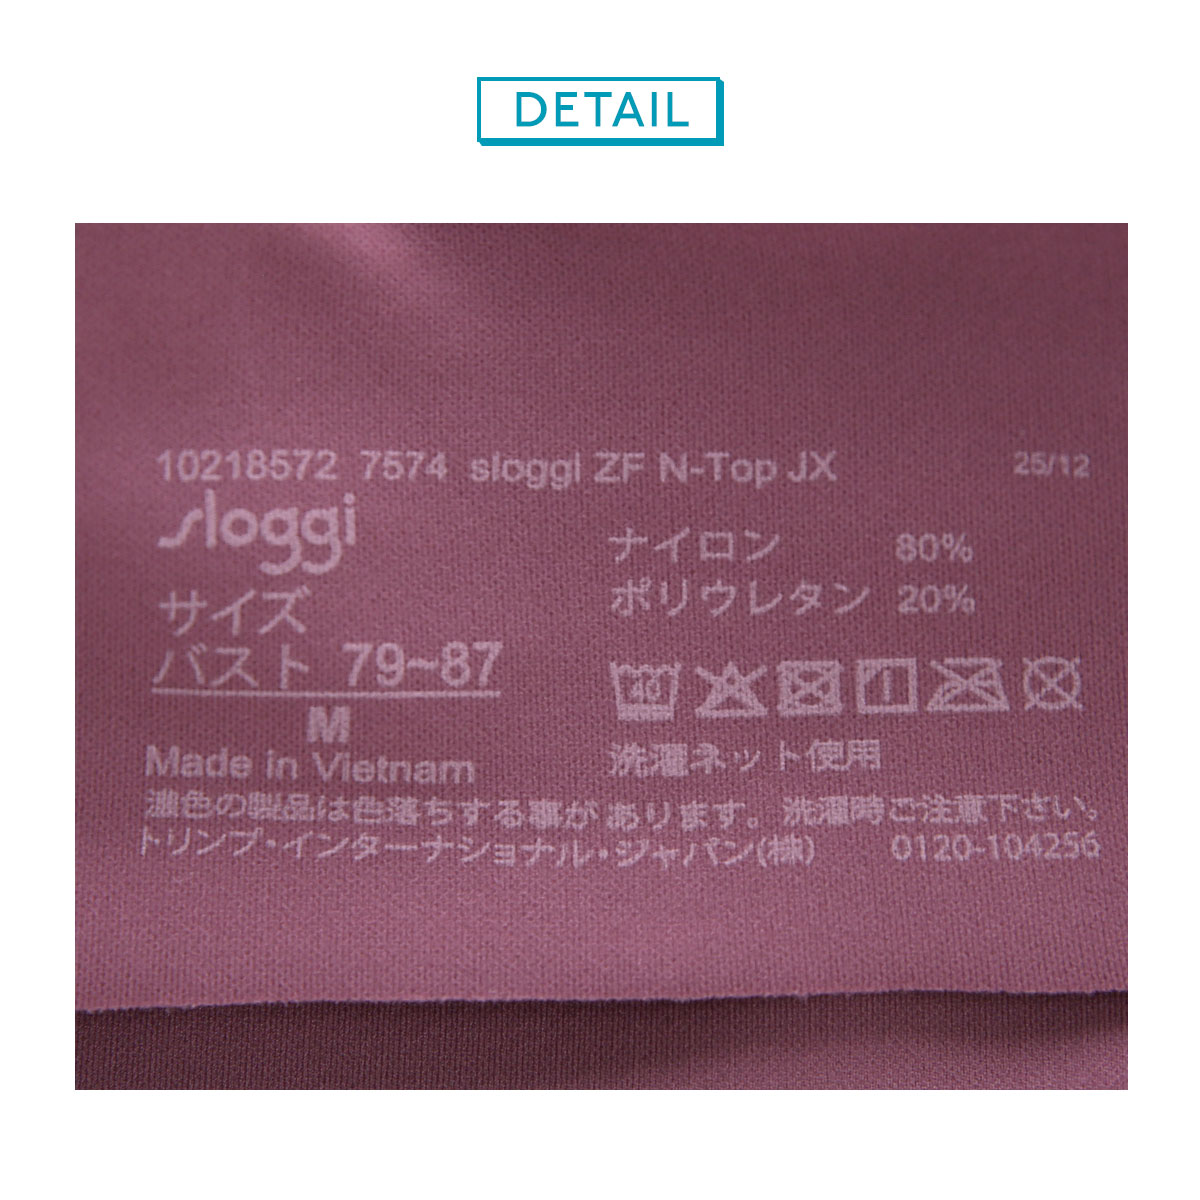 DETAIL
10218572 7574 sloggi ZF N-Top JX 25/12
sloggi
サイズ
バスト 79~87
M
Made in Vietnam
ナイロン 80%
ポリウレタン 20%
40
洗濯ネット使用
濃色の製品は色落ちする事が あります。洗濯時ご注意下さい。
トリンプ・インターナショナル・ジャパン(株) 0120-104256